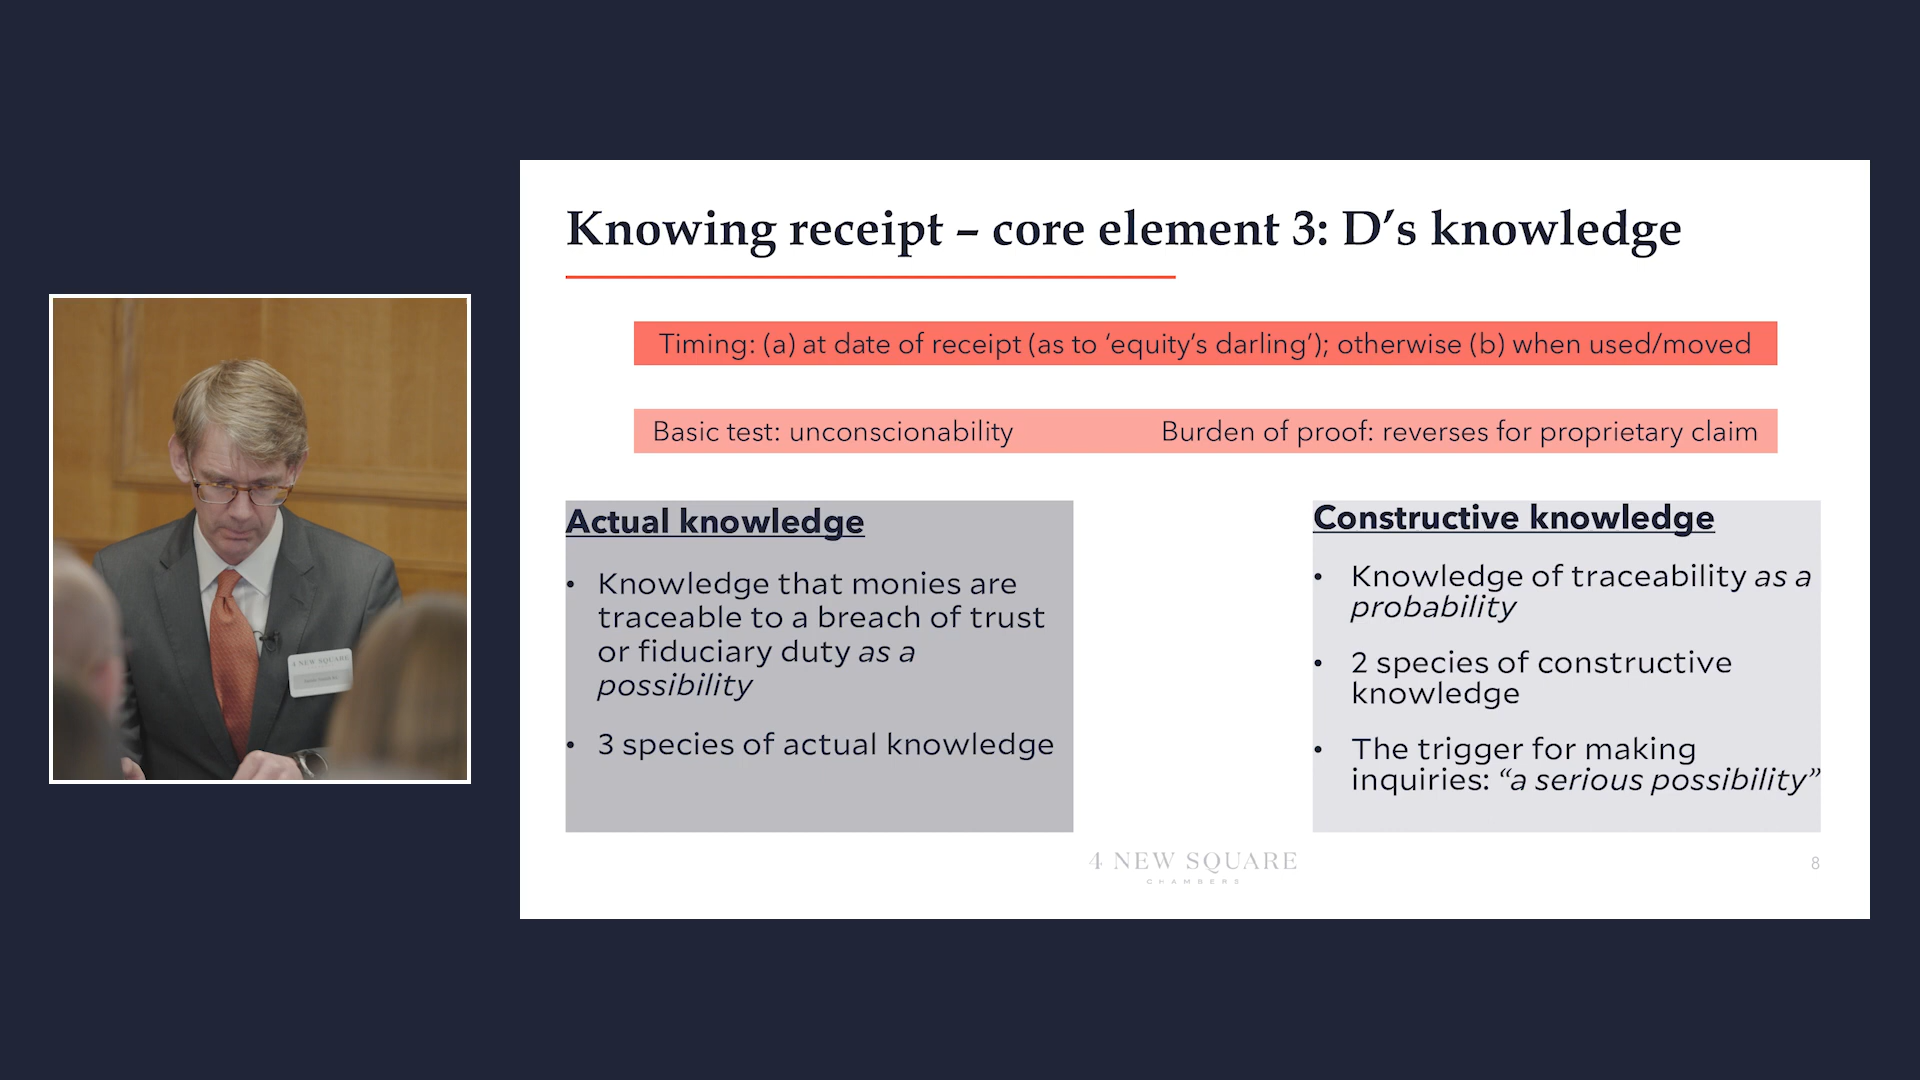 Knowing receipt – core element 3: D’s knowledge
Timing: (a) at date of receipt (as to ‘equity’s darling’); otherwise (b) when used/moved
Basic test: unconscionability
Burden of proof: reverses for proprietary claim
Actual knowledge
• Knowledge that monies are
traceable to a breach of trust
or fiduciary duty as a
possibility
• 3 species of actual knowledge
Constructive knowledge
• Knowledge of traceability as a
probability
• 2 species of constructive
knowledge
• The trigger for making
inquiries: “a serious possibility”
4 NEW SQUARE
CHAMBERS
8
4 NEW SQUARE